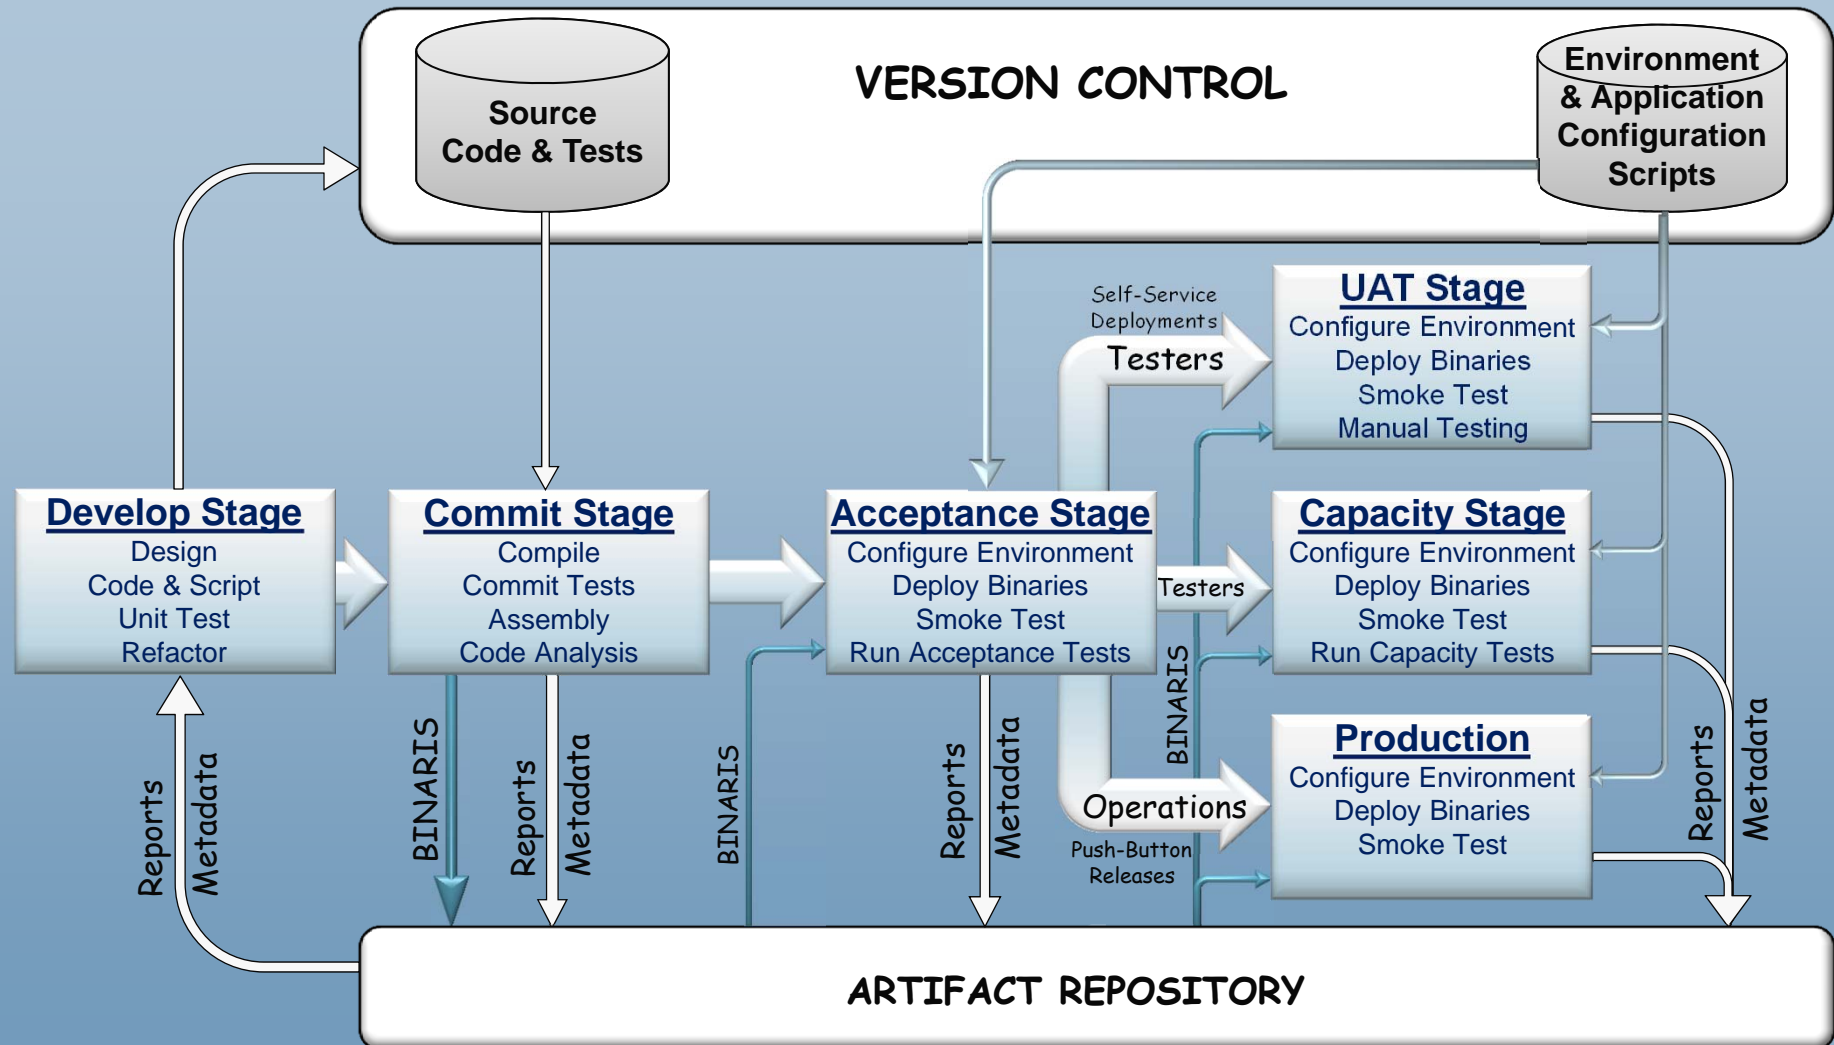 VERSION CONTROL
Source
Code & Tests
Environment
& Application
Configuration
Scripts
Develop Stage
Design
Code & Script
Unit Test
Refactor
Commit Stage
Compile
Commit Tests
Assembly
Code Analysis
Acceptance Stage
Configure Environment
Deploy Binaries
Smoke Test
Run Acceptance Tests
Self-Service
Deployments
Testers
UAT Stage
Configure Environment
Deploy Binaries
Smoke Test
Manual Testing
Testers
Capacity Stage
Configure Environment
Deploy Binaries
Smoke Test
Run Capacity Tests
Operations
Push-Button
Releases
Production
Configure Environment
Deploy Binaries
Smoke Test
Reports
Metadata
BINARIS
Reports
Metadata
BINARIS
Reports
Metadata
BINARIS
Reports
Metadata
ARTIFACT REPOSITORY